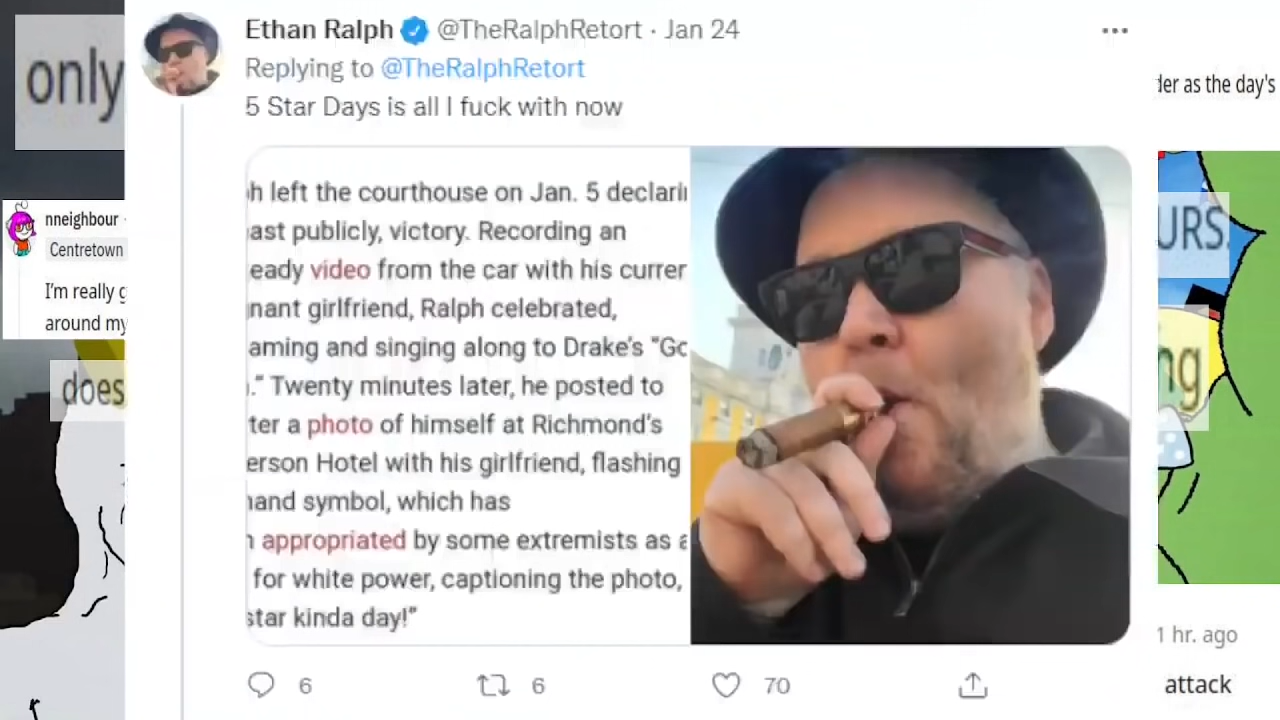 only
nneighbour ·
Centretown
I'm really g
around my
does
Ethan Ralph @TheRalphRetort · Jan 24
Replying to @TheRalphRetort
5 Star Days is all I fuck with now
h left the courthouse on Jan. 5 declarin
ast publicly, victory. Recording an
eady video from the car with his curren
nant girlfriend, Ralph celebrated,
aming and singing along to Drake's "Go
." Twenty minutes later, he posted to
ter a photo of himself at Richmond's
erson Hotel with his girlfriend, flashing
hand symbol, which has
n appropriated by some extremists as a
for white power, captioning the photo,
star kinda day!"
6
6
70
der as the day's
URS.
ng
1 hr. ago
attack